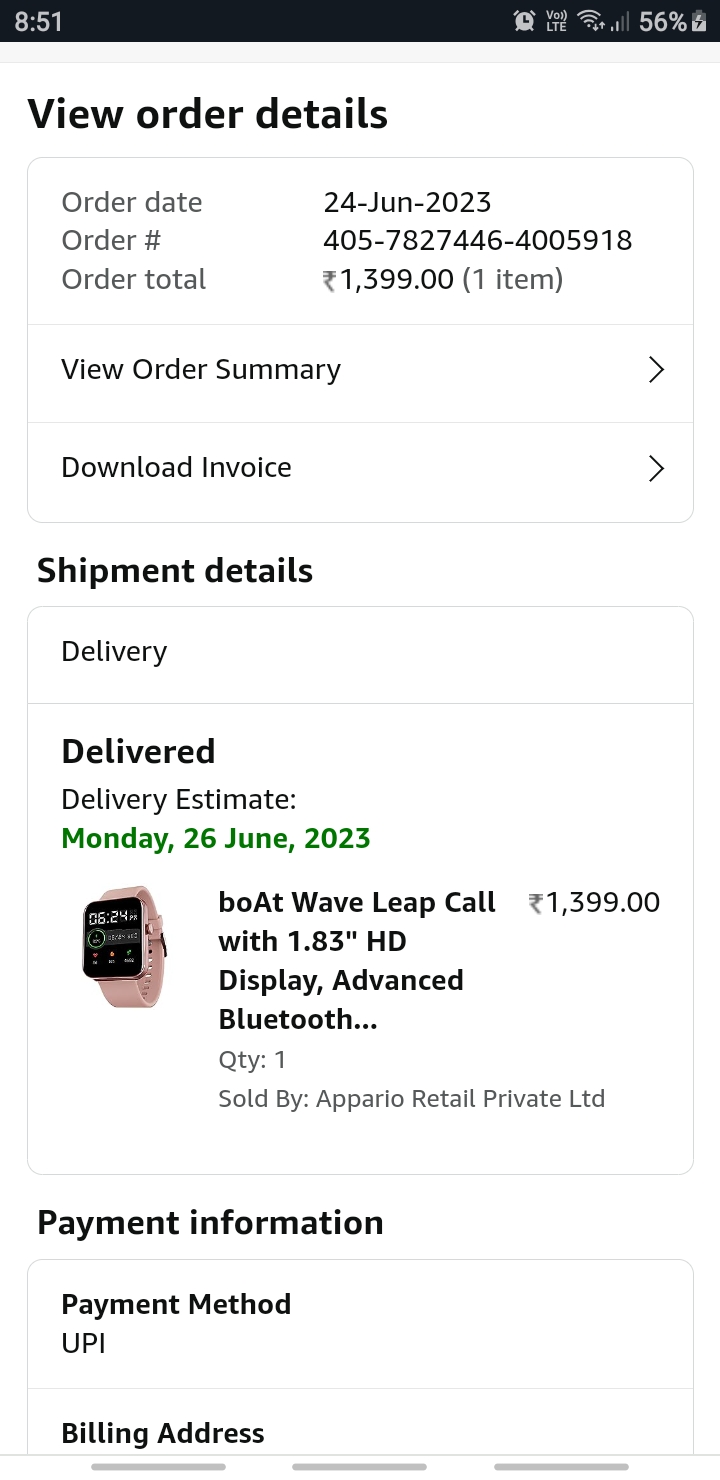 8:51
Vo)) LTE 56%
View order details
Order date 24-Jun-2023
Order # 405-7827446-4005918
Order total ₹1,399.00 (1 item)
View Order Summary
Download Invoice
Shipment details
Delivery
Delivered
Delivery Estimate:
Monday, 26 June, 2023
06:24
boAt Wave Leap Call ₹1,399.00
with 1.83" HD
Display, Advanced
Bluetooth...
Qty: 1
Sold By: Appario Retail Private Ltd
Payment information
Payment Method
UPI
Billing Address